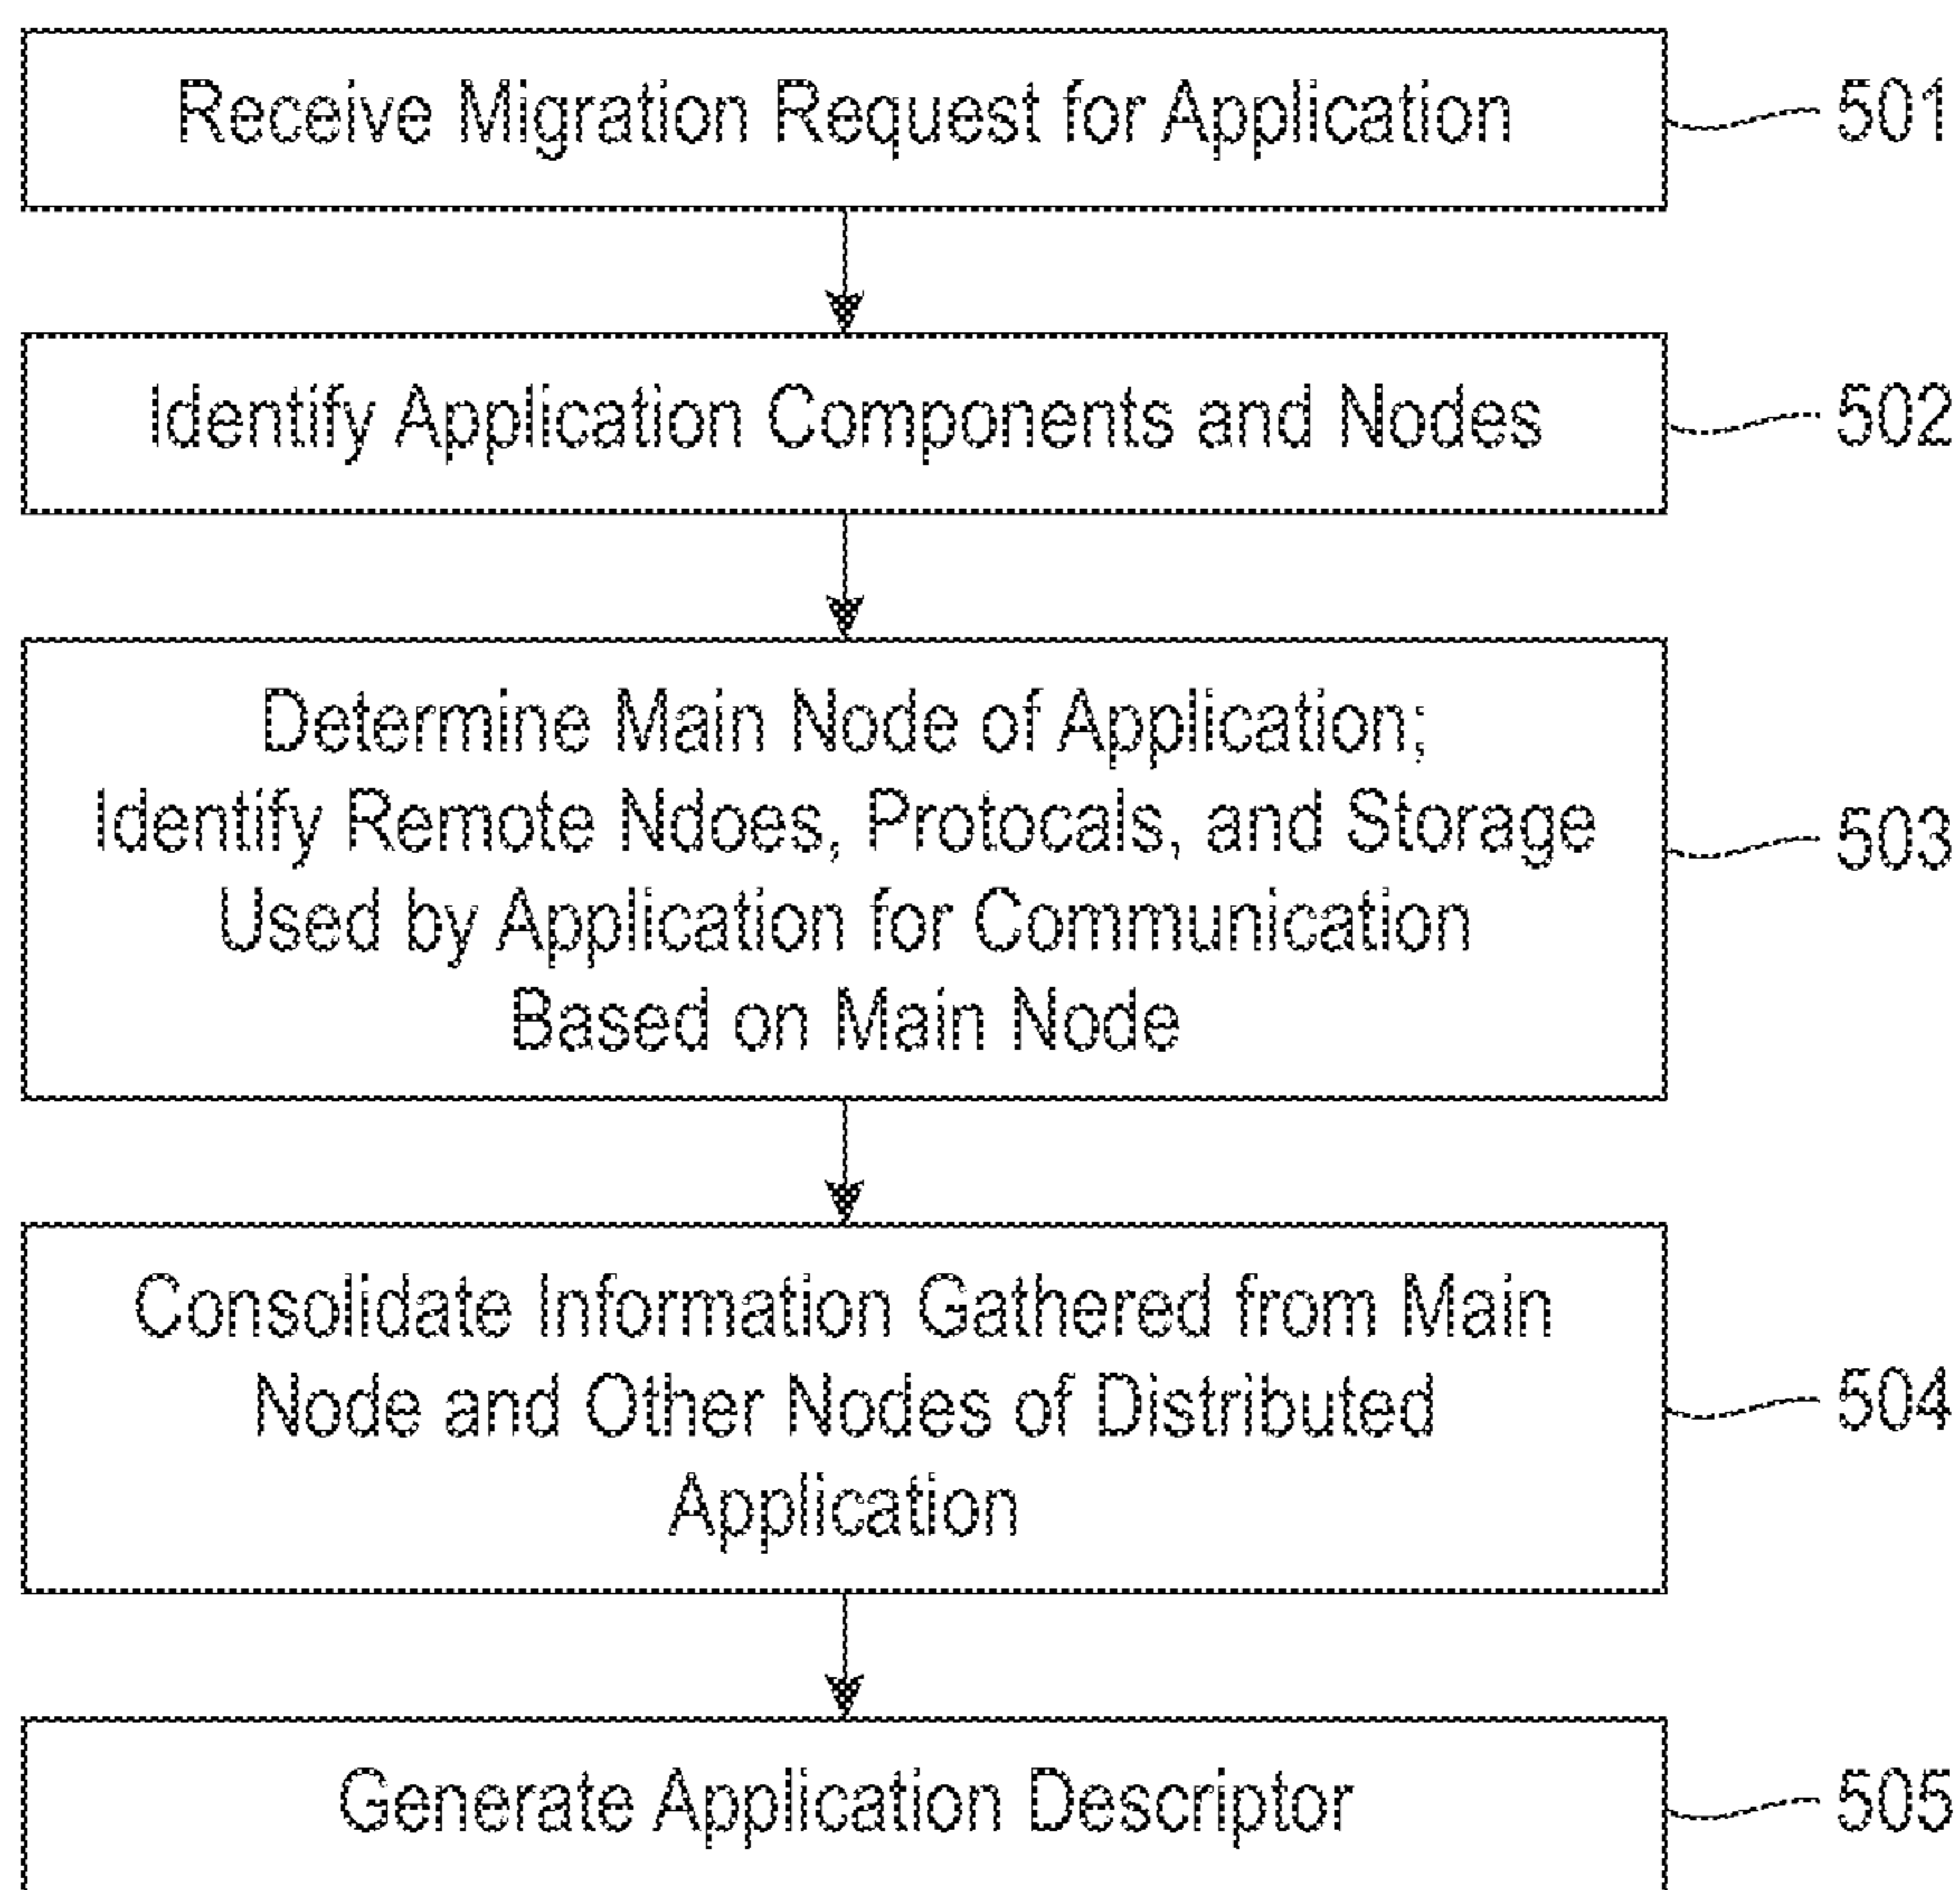 Receive Migration Request for Application
501
Identify Application Components and Nodes
502
Determine Main Node of Application;
Identify Remote Ndoes, Protocals, and Storage
Used by Application for Communication
Based on Main Node
503
Consolidate Information Gathered from Main
Node and Other Nodes of Distributed
Application
504
Generate Application Descriptor
505